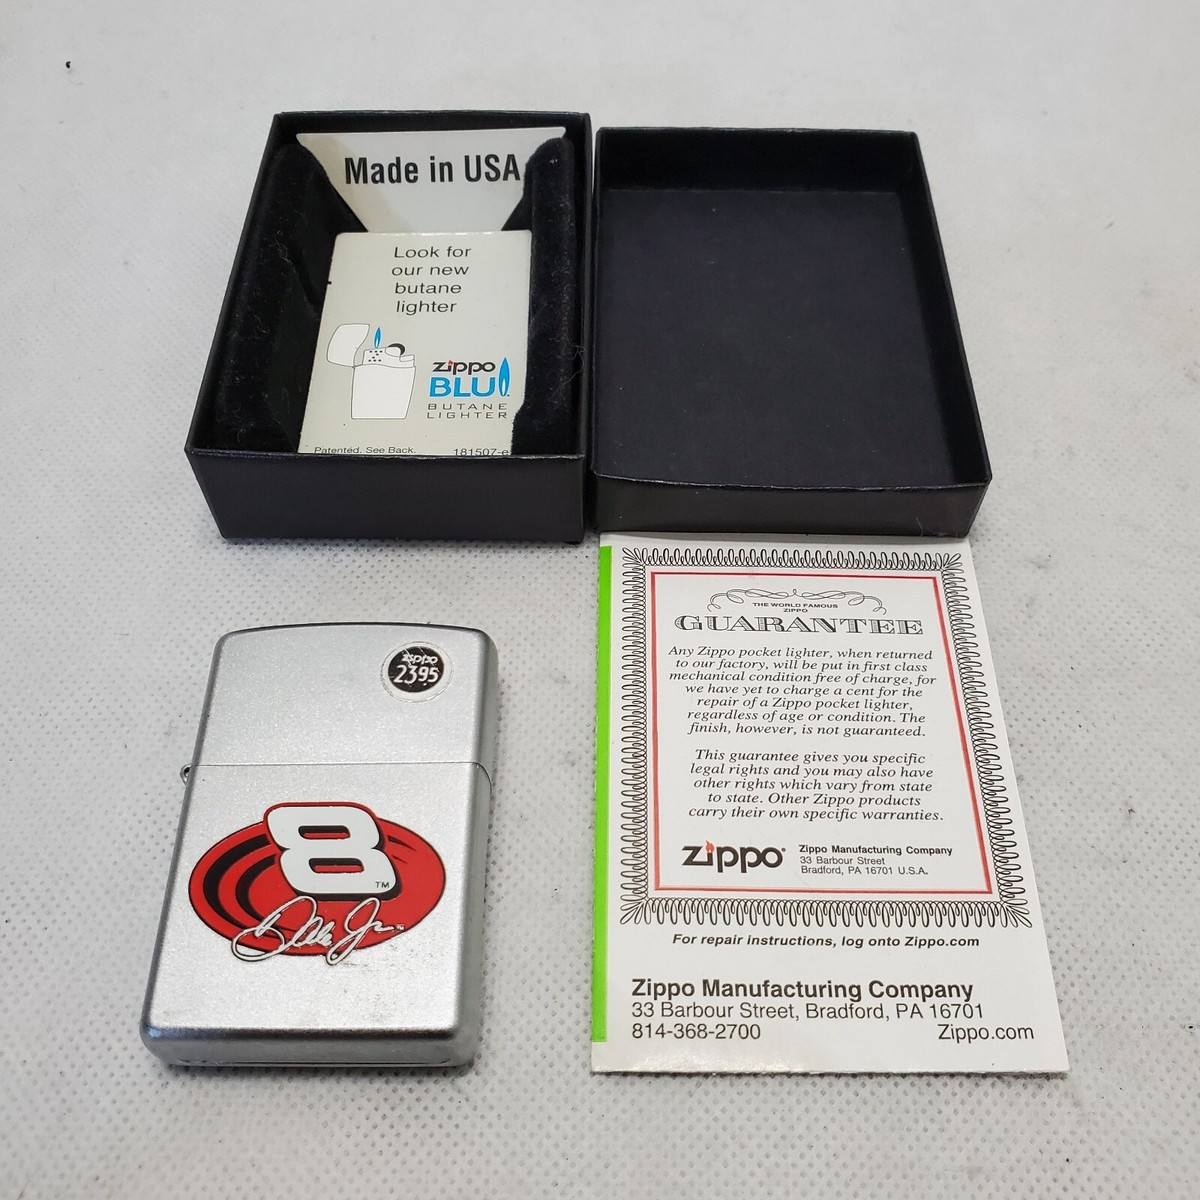 Made in USA
Look for
our new
butane
lighter
zippo
BLU
BUTANE
LIGHTER
Patented. See Back. 181507-e
zippo
23.95
8
TM
Dale Jr.
THE WORLD FAMOUS
ZIPPO
GUARANTEE
Any Zippo pocket lighter, when returned
to our factory, will be put in first class
mechanical condition free of charge, for
we have yet to charge a cent for the
repair of a Zippo pocket lighter,
regardless of age or condition. The
finish, however, is not guaranteed.
This guarantee gives you specific
legal rights and you may also have
other rights which vary from state
to state. Other Zippo products
carry their own specific warranties.
zippo®
Zippo Manufacturing Company
33 Barbour Street
Bradford, PA 16701 U.S.A.
For repair instructions, log onto Zippo.com
Zippo Manufacturing Company
33 Barbour Street, Bradford, PA 16701
814-368-2700 Zippo.com